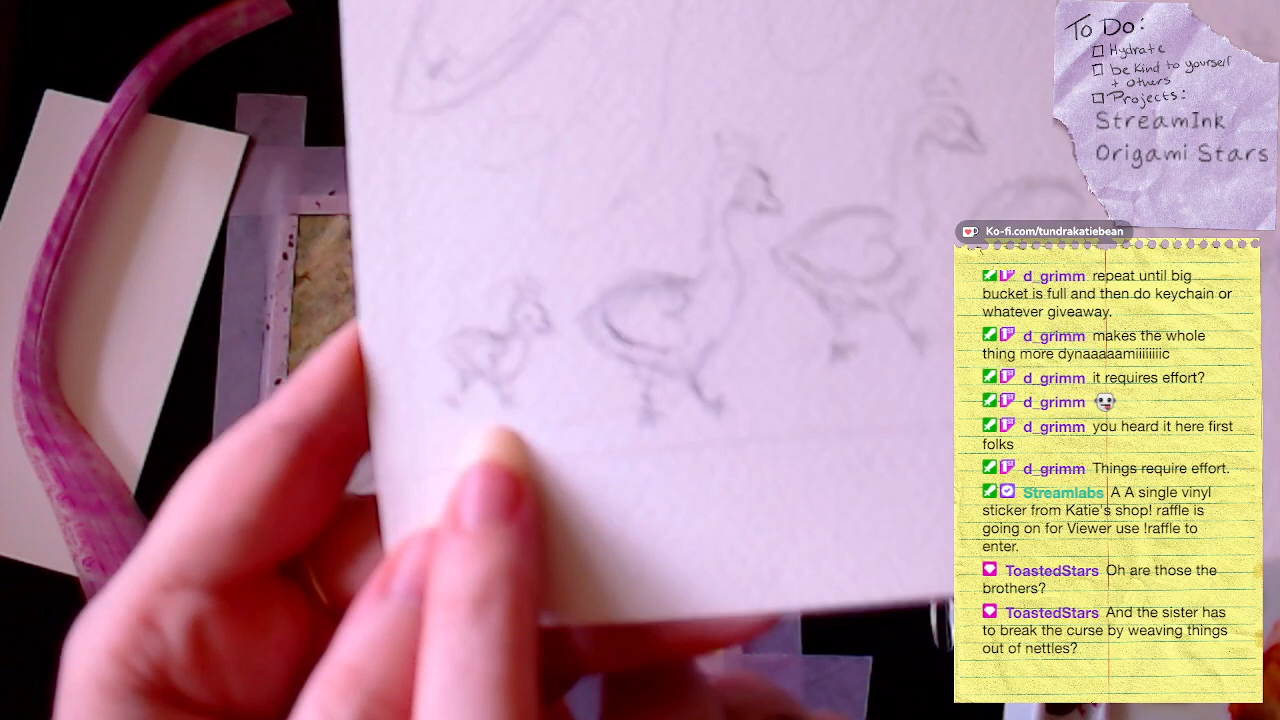 To Do:
Hydrate
be kind to yourself
+ others
Projects:
StreamInk
Origami Stars
Ko-fi.com/tundrakatiebean
d_grimm repeat until big
bucket is full and then do keychain or
whatever giveaway.
d_grimm makes the whole
thing more dynaaaaamiiiiiiiic
d_grimm it requires effort?
d_grimm
d_grimm you heard it here first
folks
d_grimm Things require effort.
Streamlabs A A single vinyl
sticker from Katie's shop! raffle is
going on for Viewer use !raffle to
enter.
ToastedStars Oh are those the
brothers?
ToastedStars And the sister has
to break the curse by weaving things
out of nettles?